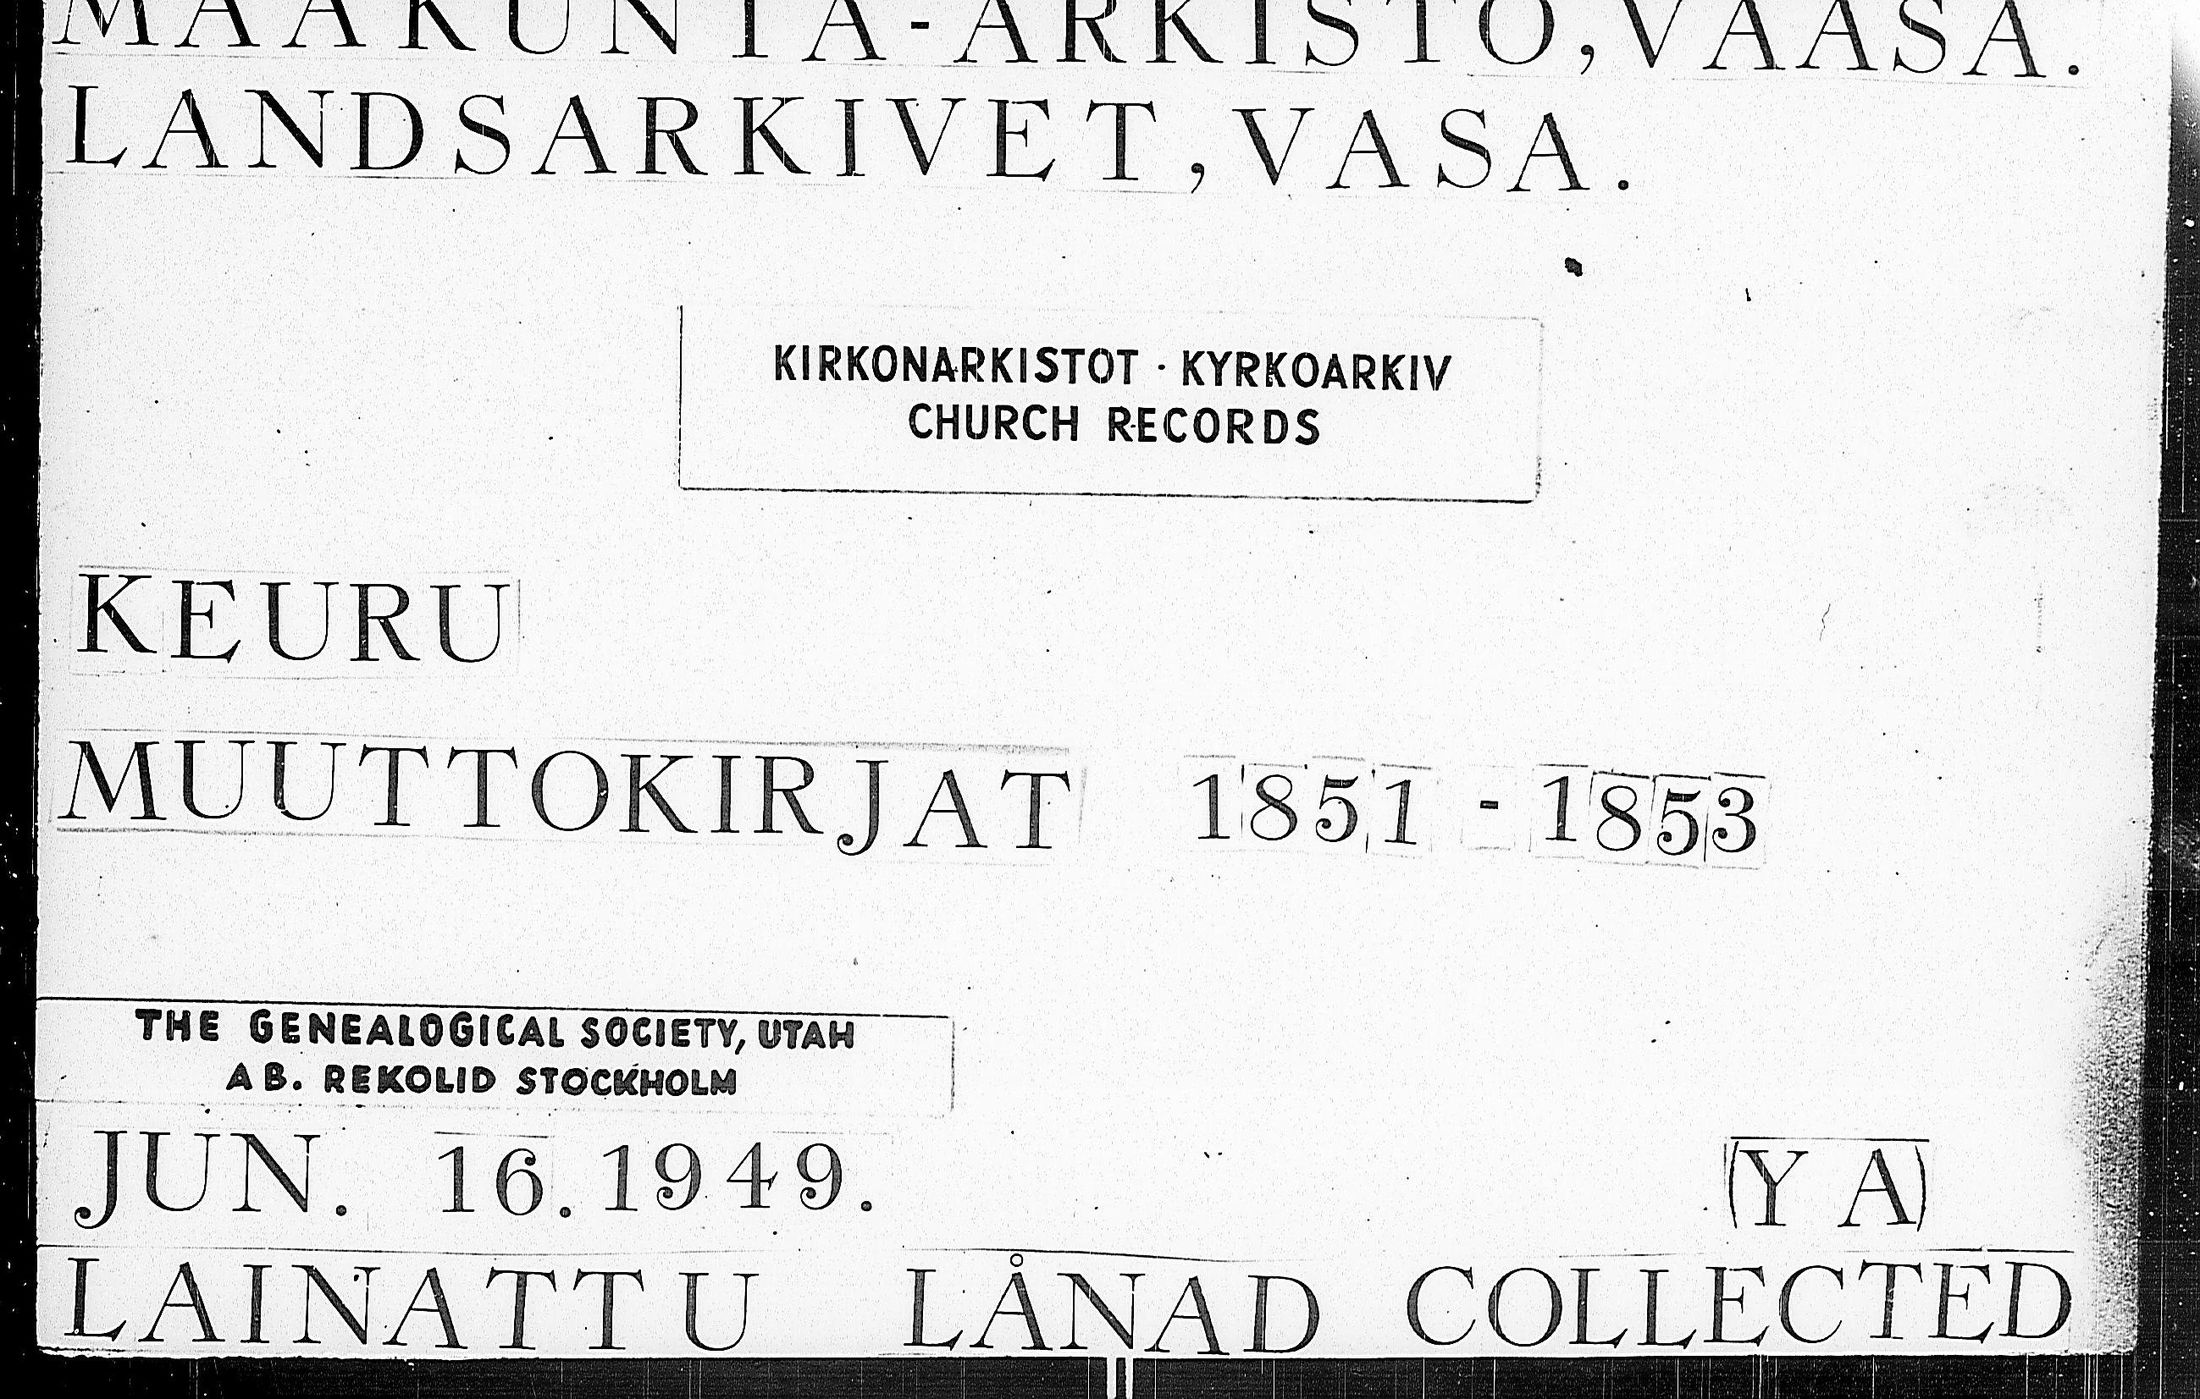 MAAKUNTA-ARKISTO, VAASA.
LANDSARKIVET, VASA.
KIRKONARKISTOT · KYRKOARKIV
CHURCH RECORDS
KEURU
MUUTTOKIRJAT 1851 - 1853
THE GENEALOGICAL SOCIETY, UTAH
AB. REKOLID STOCKHOLM
JUN. 16. 1949. (YA)
LAINATTU LÅNAD COLLECTED